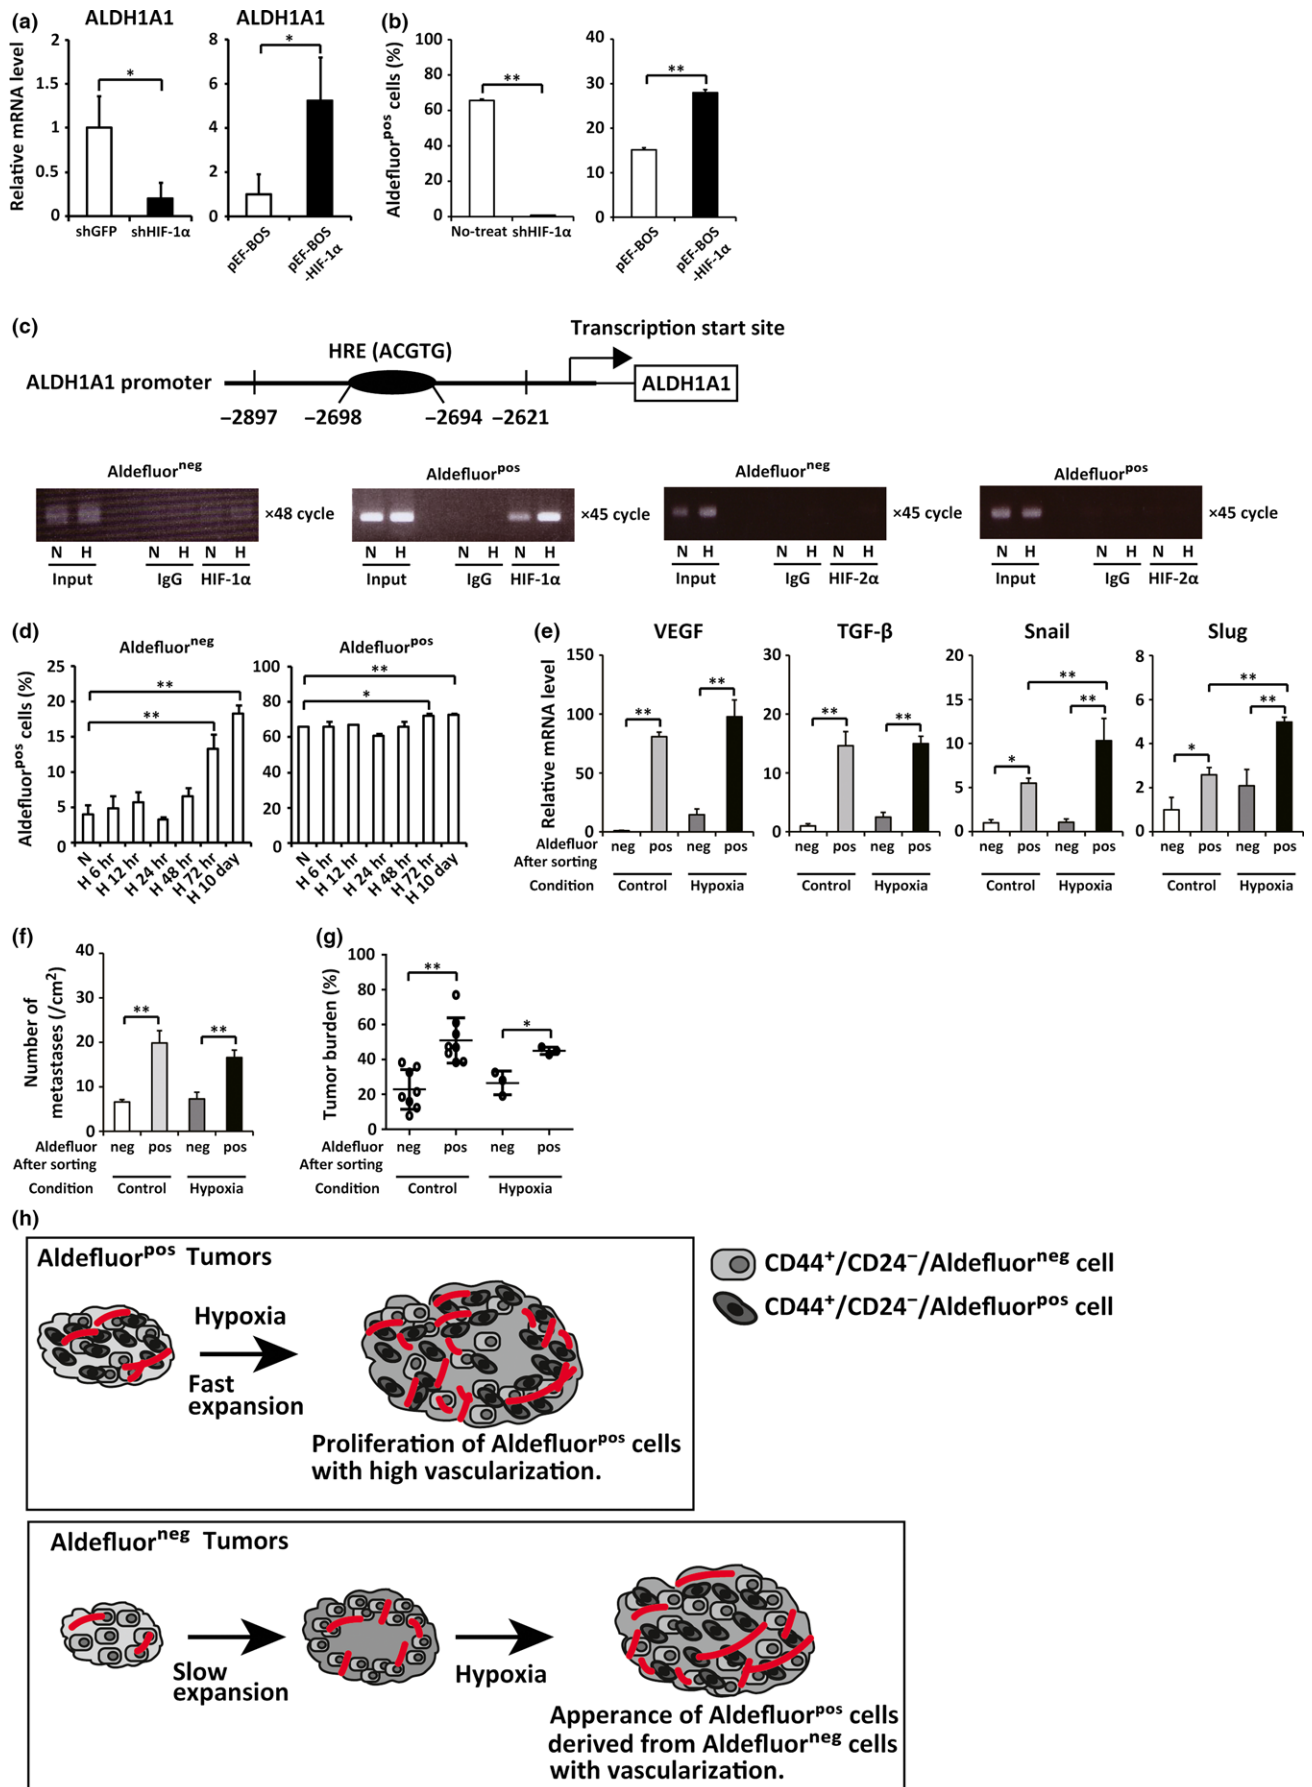 (a)
ALDH1A1
Relative mRNA level
2
1.5
1
0.5
0
*
shGFP
shHIF-1α
ALDH1A1
8
6
4
2
0
*
pEF-BOS
pEF-BOS
-HIF-1α
(b)
Aldefluorpos cells (%)
100
80
60
40
20
0
**
No-treat
shHIF-1α
40
30
20
10
0
**
pEF-BOS
pEF-BOS
-HIF-1α
(c)
Transcription start site
HRE (ACGTG)
ALDH1A1 promoter
ALDH1A1
−2897
−2698
−2694
−2621
Aldefluorneg
×48 cycle
N H N H N H
Input IgG HIF-1α
Aldefluorpos
×45 cycle
N H N H N H
Input IgG HIF-1α
Aldefluorneg
×45 cycle
N H N H N H
Input IgG HIF-2α
Aldefluorpos
×45 cycle
N H N H N H
Input IgG HIF-2α
(d)
Aldefluorneg
Aldefluorpos cells (%)
25
20
15
10
5
0
**
**
N
H 6 hr
H 12 hr
H 24 hr
H 48 hr
H 72 hr
H 10 day
Aldefluorpos
100
80
60
40
20
0
**
*
N
H 6 hr
H 12 hr
H 24 hr
H 48 hr
H 72 hr
H 10 day
(e)
VEGF
Relative mRNA level
150
100
50
0
**
**
Aldefluor
After sorting
neg pos neg pos
Condition
Control Hypoxia
TGF-β
30
20
10
0
**
**
neg pos neg pos
Control Hypoxia
Snail
20
15
10
5
0
*
**
**
neg pos neg pos
Control Hypoxia
Slug
8
6
4
2
0
*
**
**
neg pos neg pos
Control Hypoxia
(f)
Number of
metastases (/cm2)
40
30
20
10
0
**
**
Aldefluor
After sorting
neg pos neg pos
Condition
Control Hypoxia
(g)
Tumor burden (%)
100
80
60
40
20
0
**
*
Aldefluor
After sorting
neg pos neg pos
Condition
Control Hypoxia
(h)
Aldefluorpos Tumors
Hypoxia
Fast
expansion
Proliferation of Aldefluorpos cells
with high vascularization.
CD44+/CD24−/Aldefluorneg cell
CD44+/CD24−/Aldefluorpos cell
Aldefluorneg Tumors
Slow
expansion
Hypoxia
Apperance of Aldefluorpos cells
derived from Aldefluorneg cells
with vascularization.